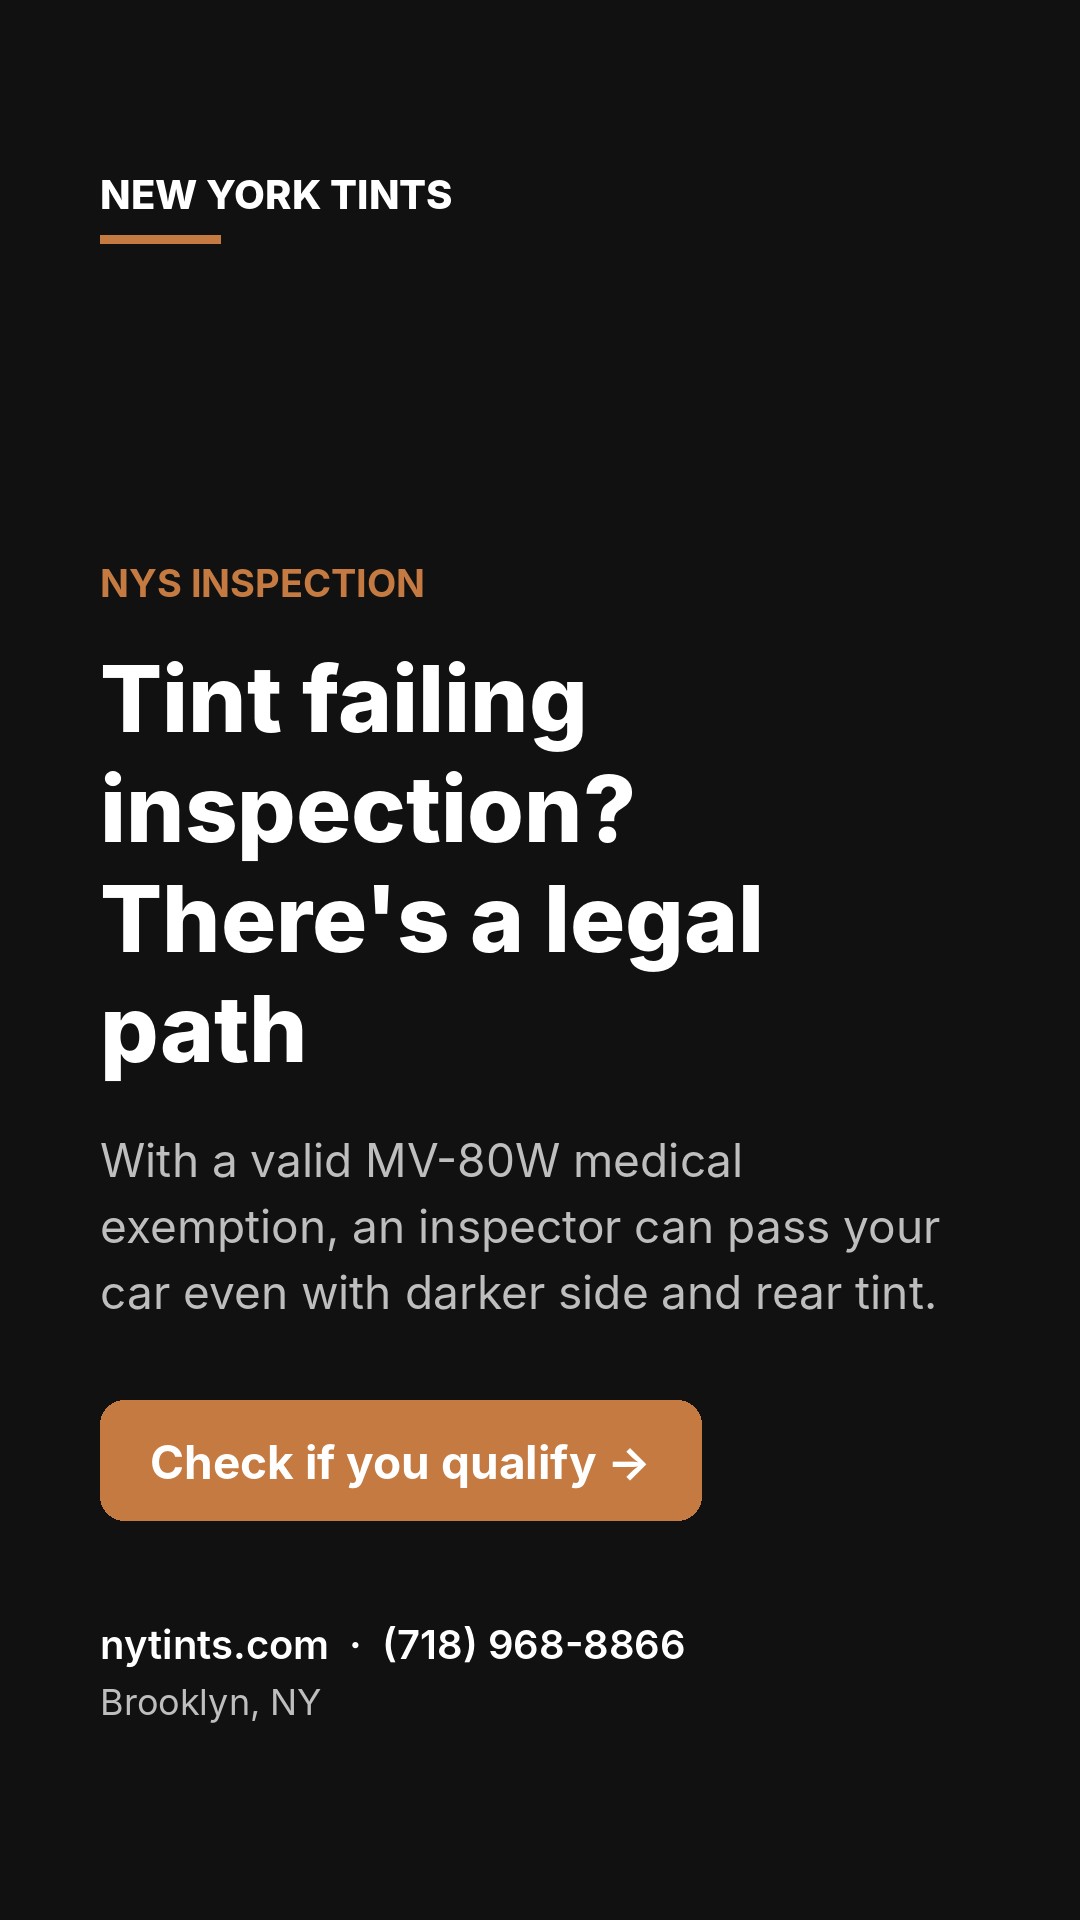 NEW YORK TINTS
NYS INSPECTION
Tint failing
inspection?
There's a legal
path
With a valid MV-80W medical
exemption, an inspector can pass your
car even with darker side and rear tint.
Check if you qualify →
nytints.com · (718) 968-8866
Brooklyn, NY